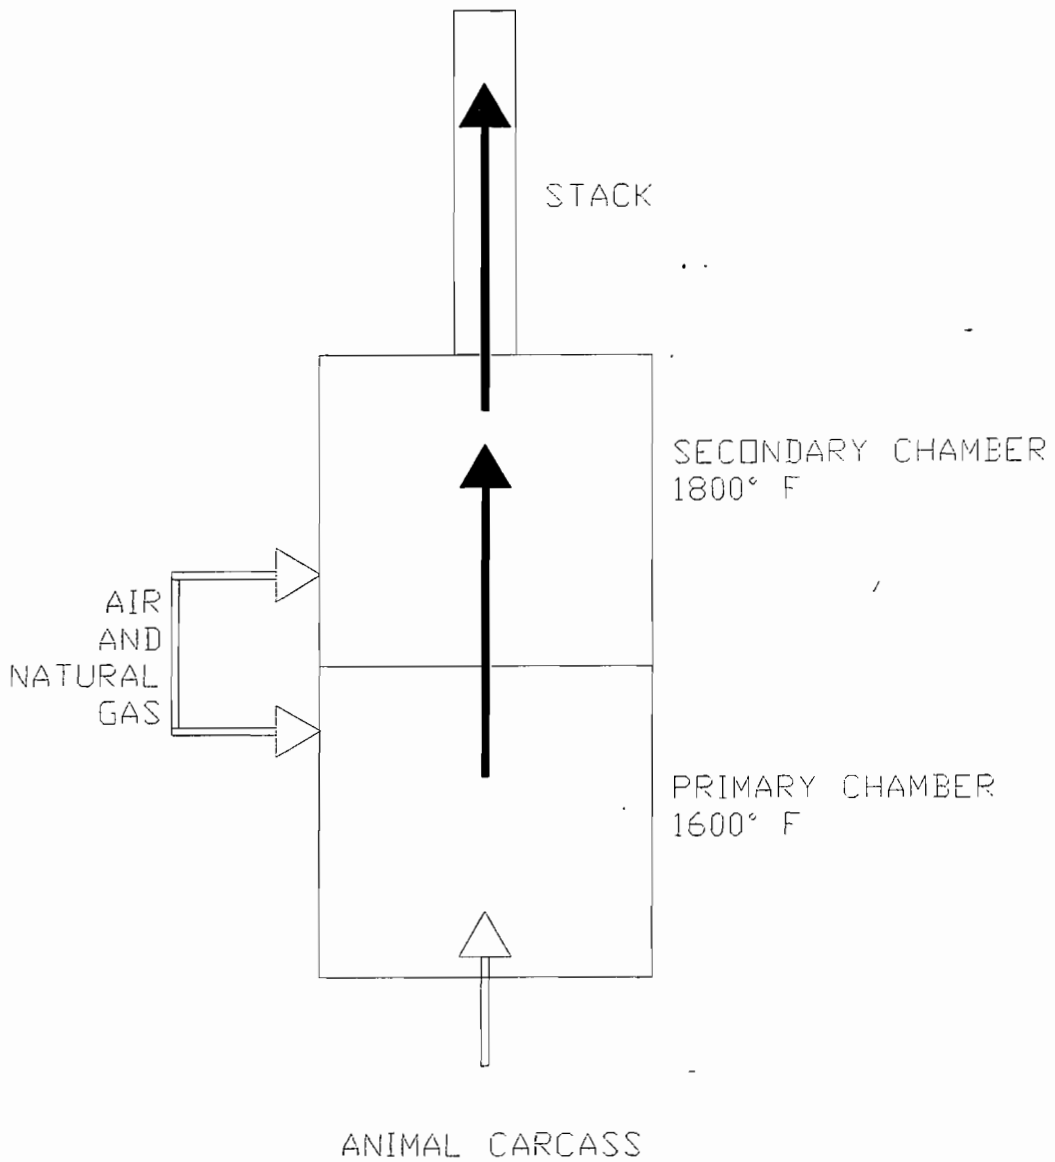 STACK
SECONDARY CHAMBER
1800° F
AIR
AND
NATURAL
GAS
PRIMARY CHAMBER
1600° F
ANIMAL CARCASS